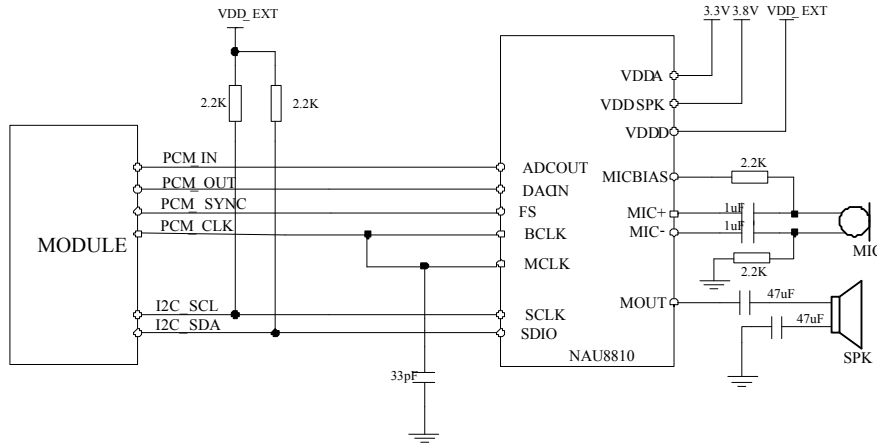 VDD_EXT
3.3V 3.8V VDD_EXT
2.2K
2.2K
VDDA
VDDSPK
VDDD
PCM_IN
ADCOUT
PCM_OUT
DACIN
MICBIAS
2.2K
PCM_SYNC
FS
MIC+
1uF
PCM_CLK
BCLK
MIC-
1uF
MODULE
MCLK
MIC
2.2K
I2C_SCL
SCLK
MOUT
47uF
I2C_SDA
SDIO
47uF
NAU8810
SPK
33pF